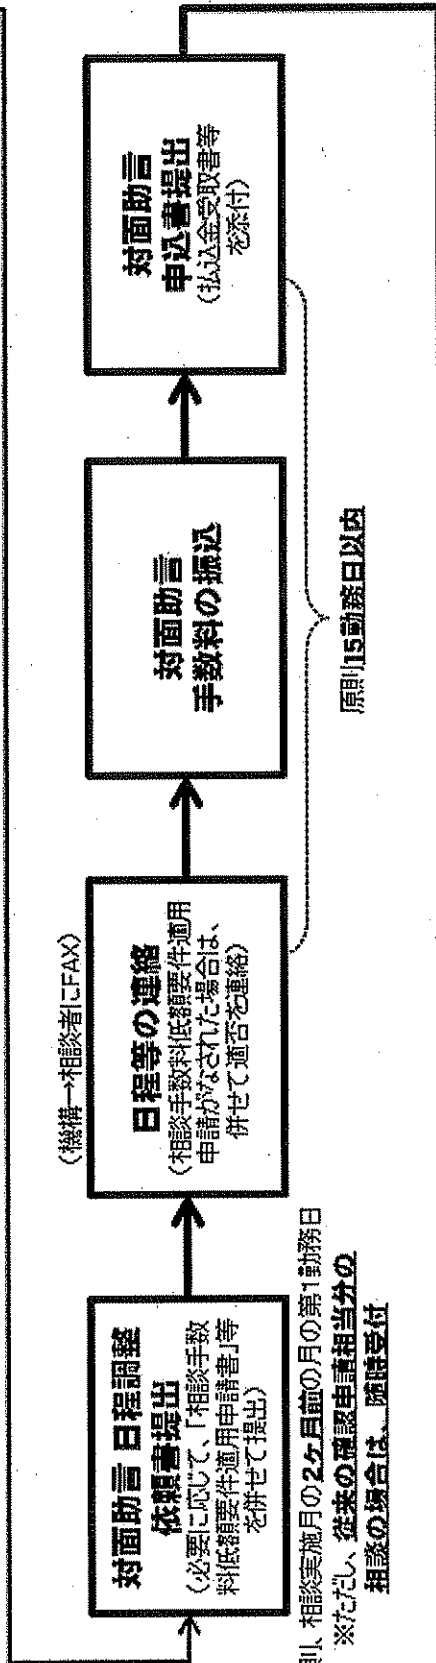 対面助言 日程調整
依頼書提出
(必要に応じて、「相談手数
料低額要件適用申請書」等
を併せて提出)
則、相談実施月の2ヶ月前の月の第1勤務日
※ただし、従来の確認申請相当分の
相談の場合は、随時受付
(機構→相談者にFAX)
日程等の連絡
(相談手数料低額要件適用
申請がなされた場合は、
併せて適否を連絡)
対面助言
手数料の振込
対面助言
申込書提出
(払込金受取書等
を添付)
原則15勤務日以内